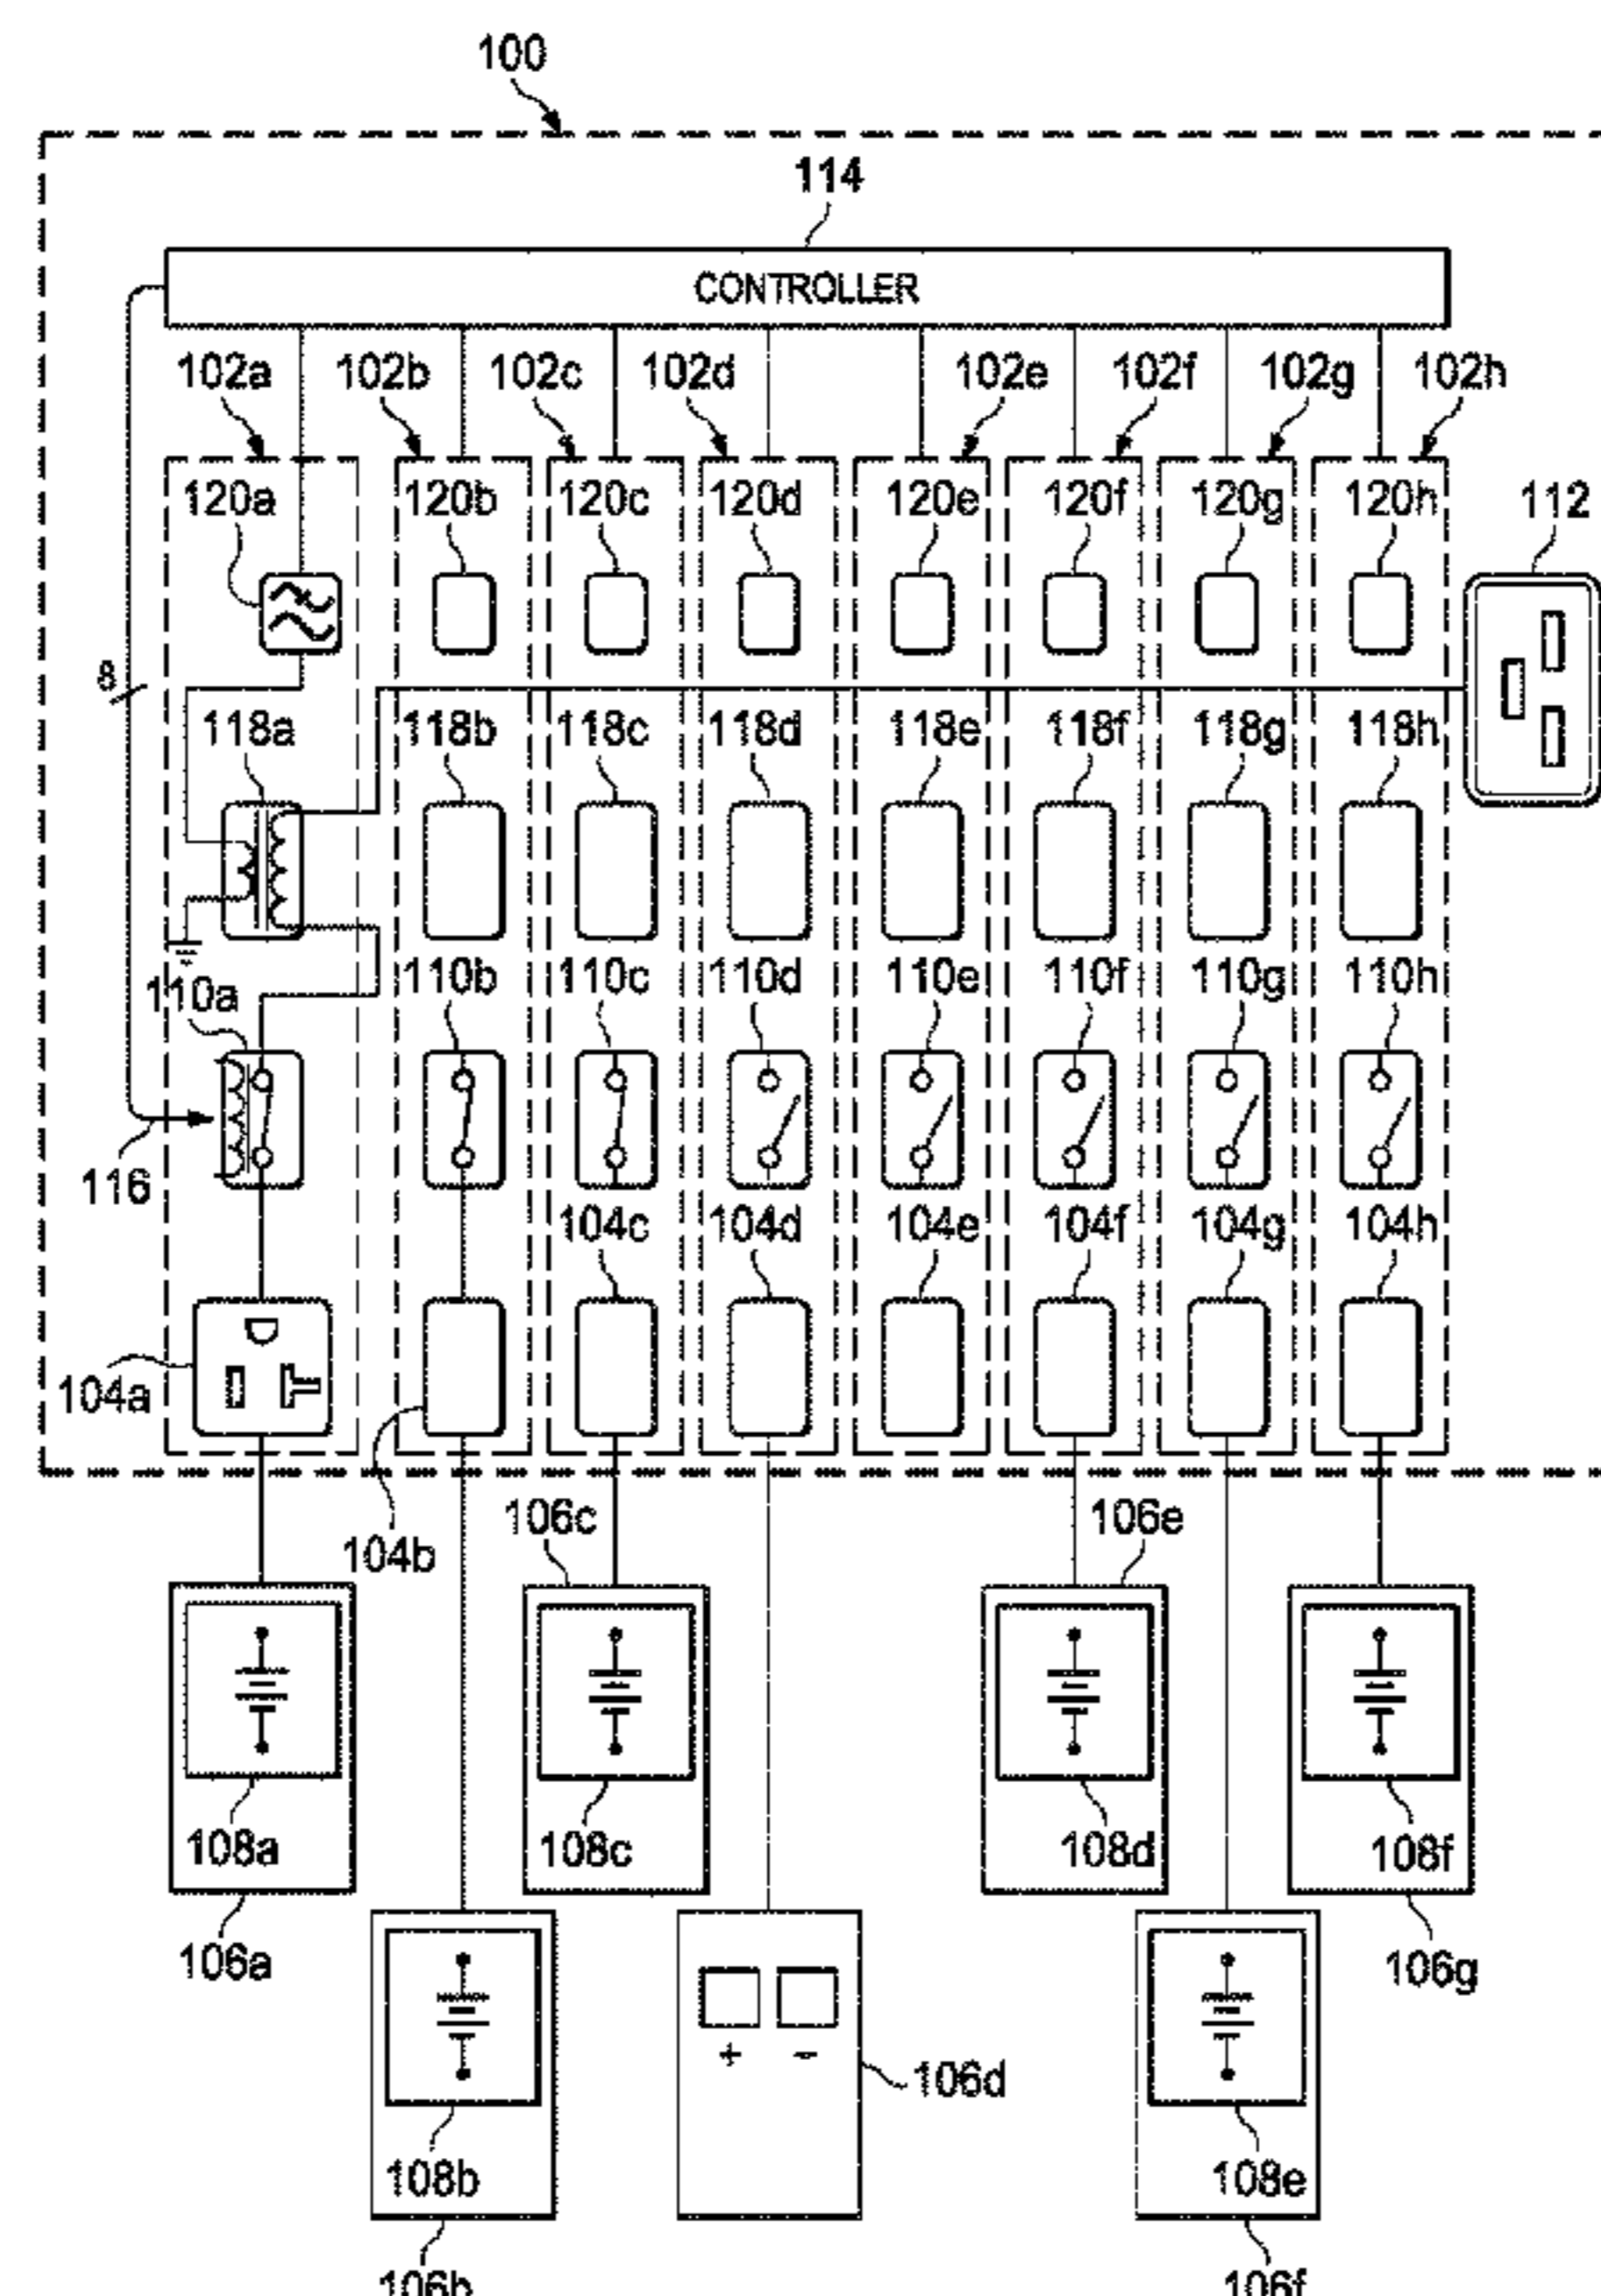 100
114
CONTROLLER
102a 102b 102c 102d 102e 102f 102g 102h
120a 120b 120c 120d 120e 120f 120g 120h 112
8
118a 118b 118c 118d 118e 118f 118g 118h
110a 110b 110c 110d 110e 110f 110g 110h
116
104c 104d 104e 104f 104g 104h
104a
104b
106c 106e
108a 108c 108d 108f
106a 106g
+ -
106d
108b 108e
106b 106f